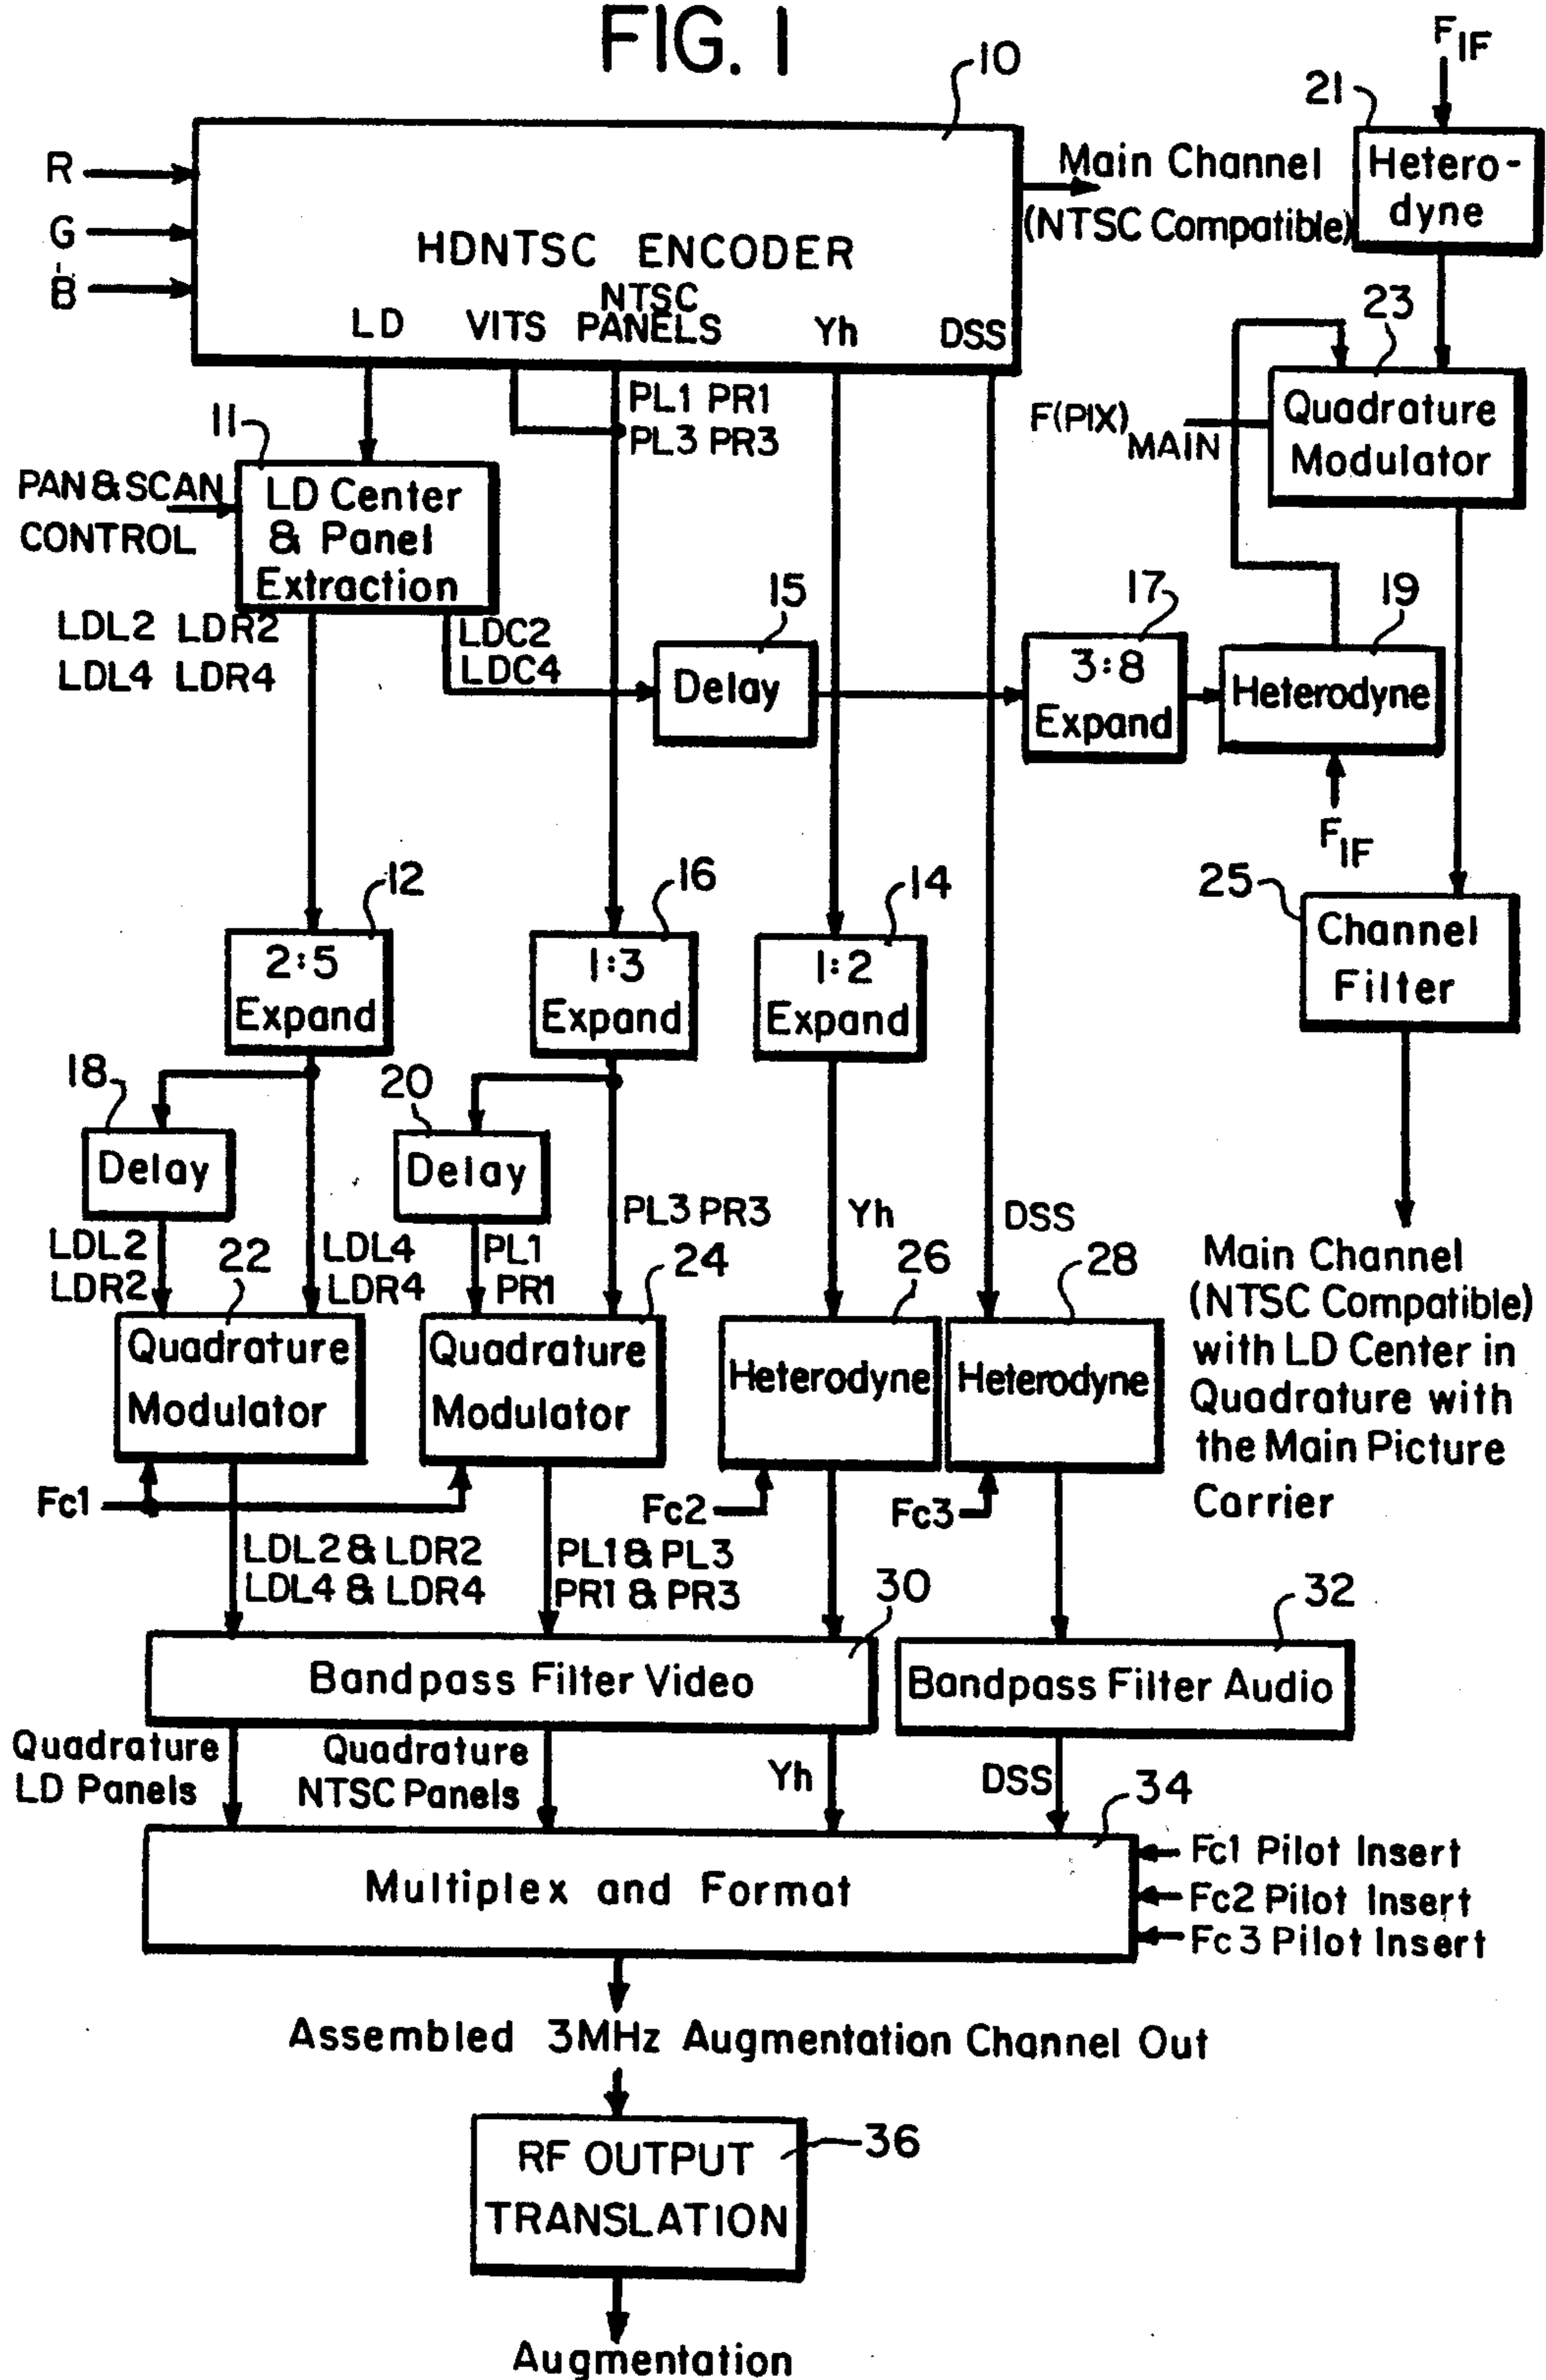 FIG. 1
10
F IF
21
R
G
B
HDNTSC ENCODER
LD
VITS
NTSC
PANELS
Yh
DSS
Main Channel
(NTSC Compatible)
Hetero-
dyne
23
PL1 PR1
PL3 PR3
F(PIX) MAIN
Quadrature
Modulator
11
PAN & SCAN
CONTROL
LD Center
& Panel
Extraction
LDL2 LDR2
LDL4 LDR4
LDC2
LDC4
15
Delay
17
3:8
Expand
19
Heterodyne
F IF
12
2:5
Expand
16
1:3
Expand
14
1:2
Expand
25
Channel
Filter
18
Delay
20
Delay
LDL2
LDR2
22
LDL4
LDR4
PL1
PR1
PL3 PR3
24
Yh
26
DSS
28
Quadrature
Modulator
Quadrature
Modulator
Heterodyne
Heterodyne
Main Channel
(NTSC Compatible)
with LD Center in
Quadrature with
the Main Picture
Carrier
Fc1
Fc2
Fc3
LDL2 & LDR2
LDL4 & LDR4
PL1 & PL3
PR1 & PR3
30
32
Bandpass Filter Video
Bandpass Filter Audio
Quadrature
LD Panels
Quadrature
NTSC Panels
Yh
DSS
34
Multiplex and Format
Fc1 Pilot Insert
Fc2 Pilot Insert
Fc3 Pilot Insert
Assembled 3MHz Augmentation Channel Out
RF OUTPUT
TRANSLATION
36
Augmentation